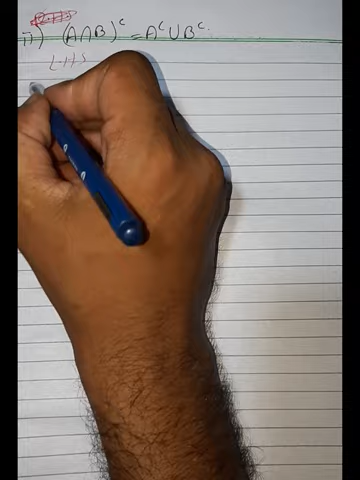 ii) (A∩B)ᶜ = Aᶜ∪Bᶜ.
L.H.S